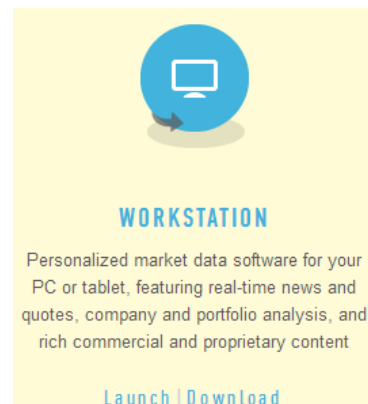 WORKSTATION
Personalized market data software for your
PC or tablet, featuring real-time news and
quotes, company and portfolio analysis, and
rich commercial and proprietary content
Launch | Download